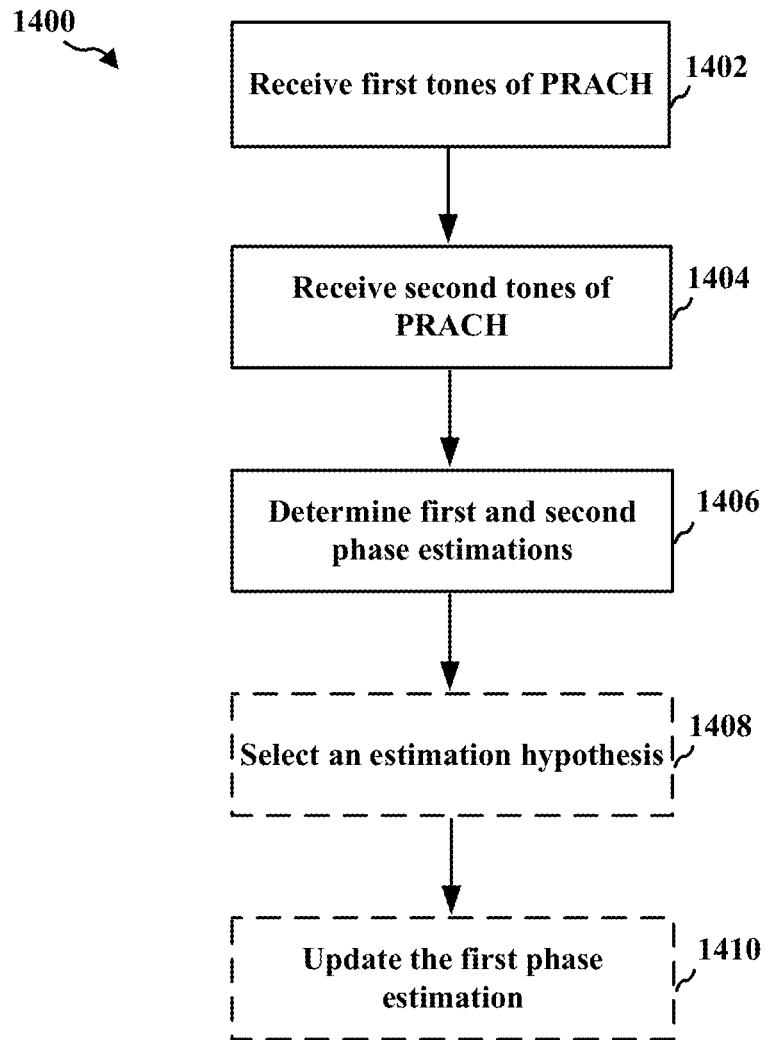 1400
Receive first tones of PRACH
1402
Receive second tones of
PRACH
1404
Determine first and second
phase estimations
1406
Select an estimation hypothesis
1408
Update the first phase
estimation
1410